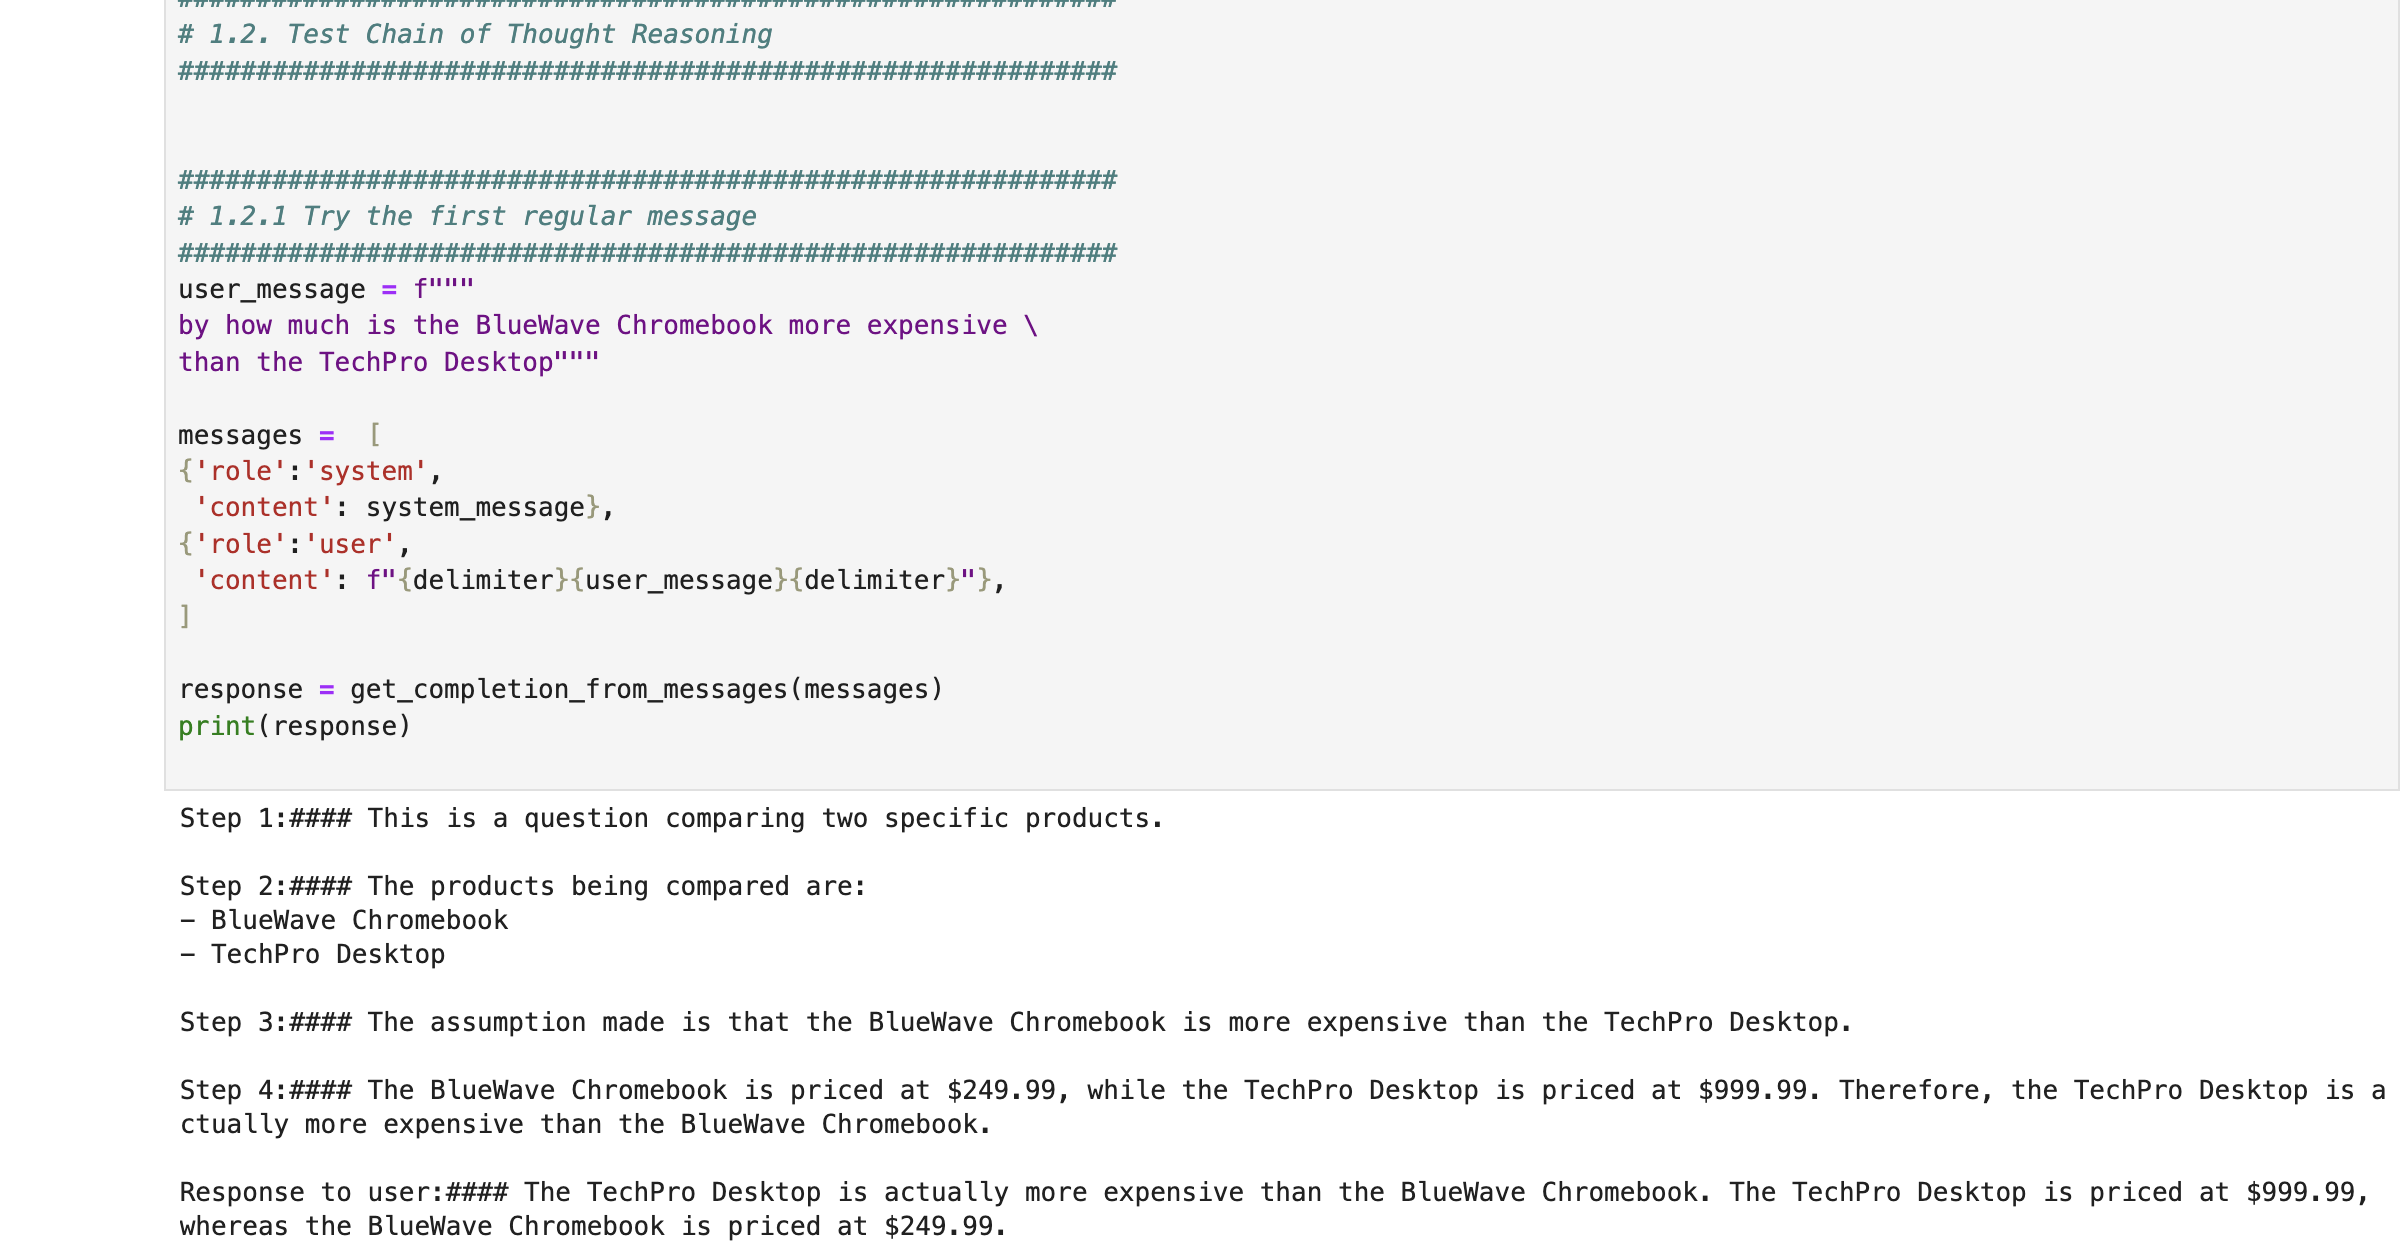 ############################################################
# 1.2. Test Chain of Thought Reasoning
############################################################
############################################################
# 1.2.1 Try the first regular message
############################################################
user_message = f"""
by how much is the BlueWave Chromebook more expensive \
than the TechPro Desktop"""
messages =  [
{'role':'system',
 'content': system_message},
{'role':'user',
 'content': f"{delimiter}{user_message}{delimiter}"},
]
response = get_completion_from_messages(messages)
print(response)
Step 1:#### This is a question comparing two specific products.
Step 2:#### The products being compared are:
- BlueWave Chromebook
- TechPro Desktop
Step 3:#### The assumption made is that the BlueWave Chromebook is more expensive than the TechPro Desktop.
Step 4:#### The BlueWave Chromebook is priced at $249.99, while the TechPro Desktop is priced at $999.99. Therefore, the TechPro Desktop is a
ctually more expensive than the BlueWave Chromebook.
Response to user:#### The TechPro Desktop is actually more expensive than the BlueWave Chromebook. The TechPro Desktop is priced at $999.99,
whereas the BlueWave Chromebook is priced at $249.99.